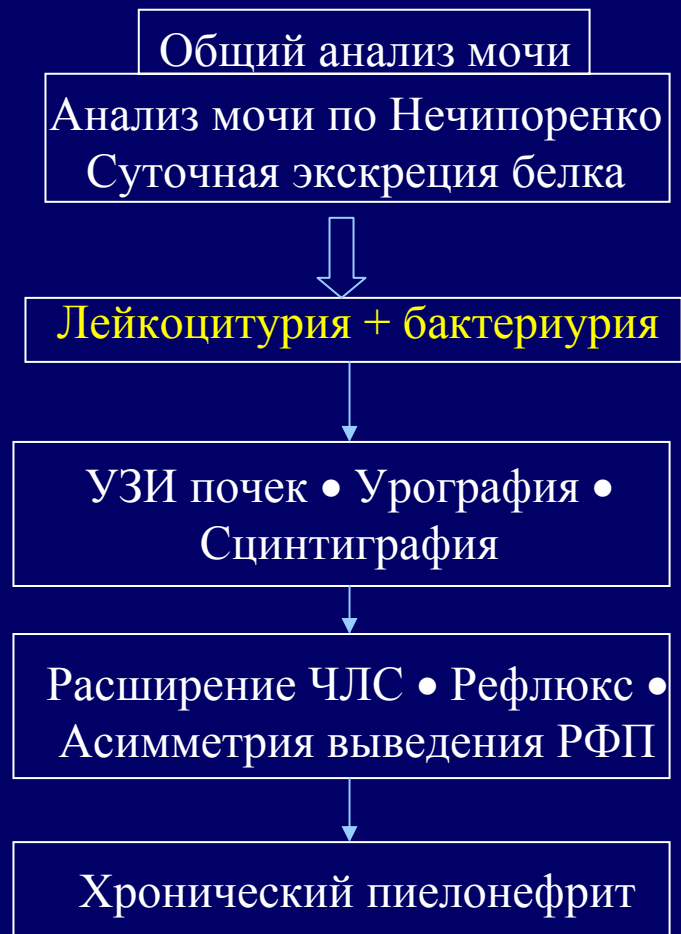 Общий анализ мочи
Анализ мочи по Нечипоренко
Суточная экскреция белка
Лейкоцитурия + бактериурия
УЗИ почек • Урография •
Сцинтиграфия
Расширение ЧЛС • Рефлюкс •
Асимметрия выведения РФП
Хронический пиелонефрит